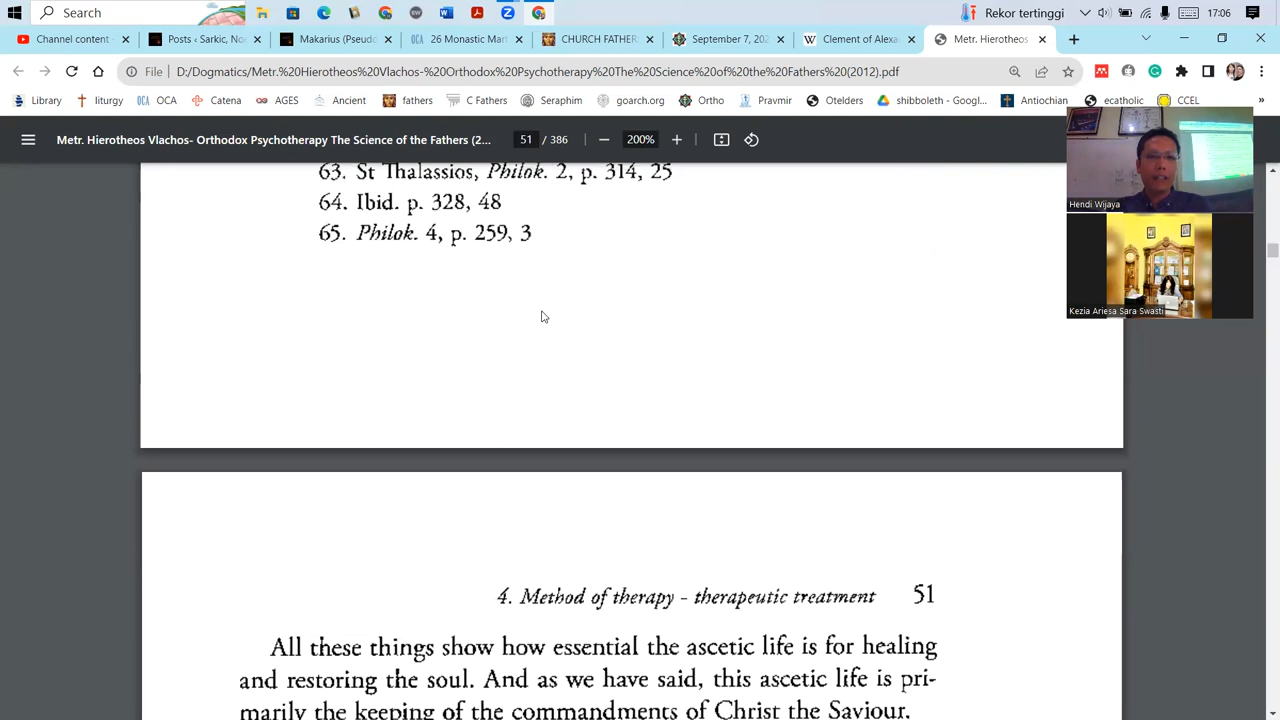 Search
Rekor tertinggi
17:06
Channel content -
Posts ‹ Sarkic, Noe
Makarius (Pseudo
26 Monastic Mart
CHURCH FATHER
September 7, 202
Clement of Alexa
Metr. Hierotheos
File
D:/Dogmatics/Metr.%20Hierotheos%20Vlachos-%20Orthodox%20Psychotherapy%20The%20Science%20of%20the%20Fathers%20(2012).pdf
Library
liturgy
OCA
Catena
AGES
Ancient
fathers
C Fathers
Seraphim
goarch.org
Ortho
Pravmir
Otelders
shibboleth - Googl...
Antiochian
ecatholic
CCEL
Metr. Hierotheos Vlachos- Orthodox Psychotherapy The Science of the Fathers (2...
51 / 386
200%
63. St Thalassios, Philok. 2, p. 314, 25
64. Ibid. p. 328, 48
65. Philok. 4, p. 259, 3
Hendi Wijaya
Kezia Ariesa Sara Swasti
4. Method of therapy - therapeutic treatment 51
All these things show how essential the ascetic life is for healing
and restoring the soul. And as we have said, this ascetic life is pri-
marily the keeping of the commandments of Christ the Saviour.